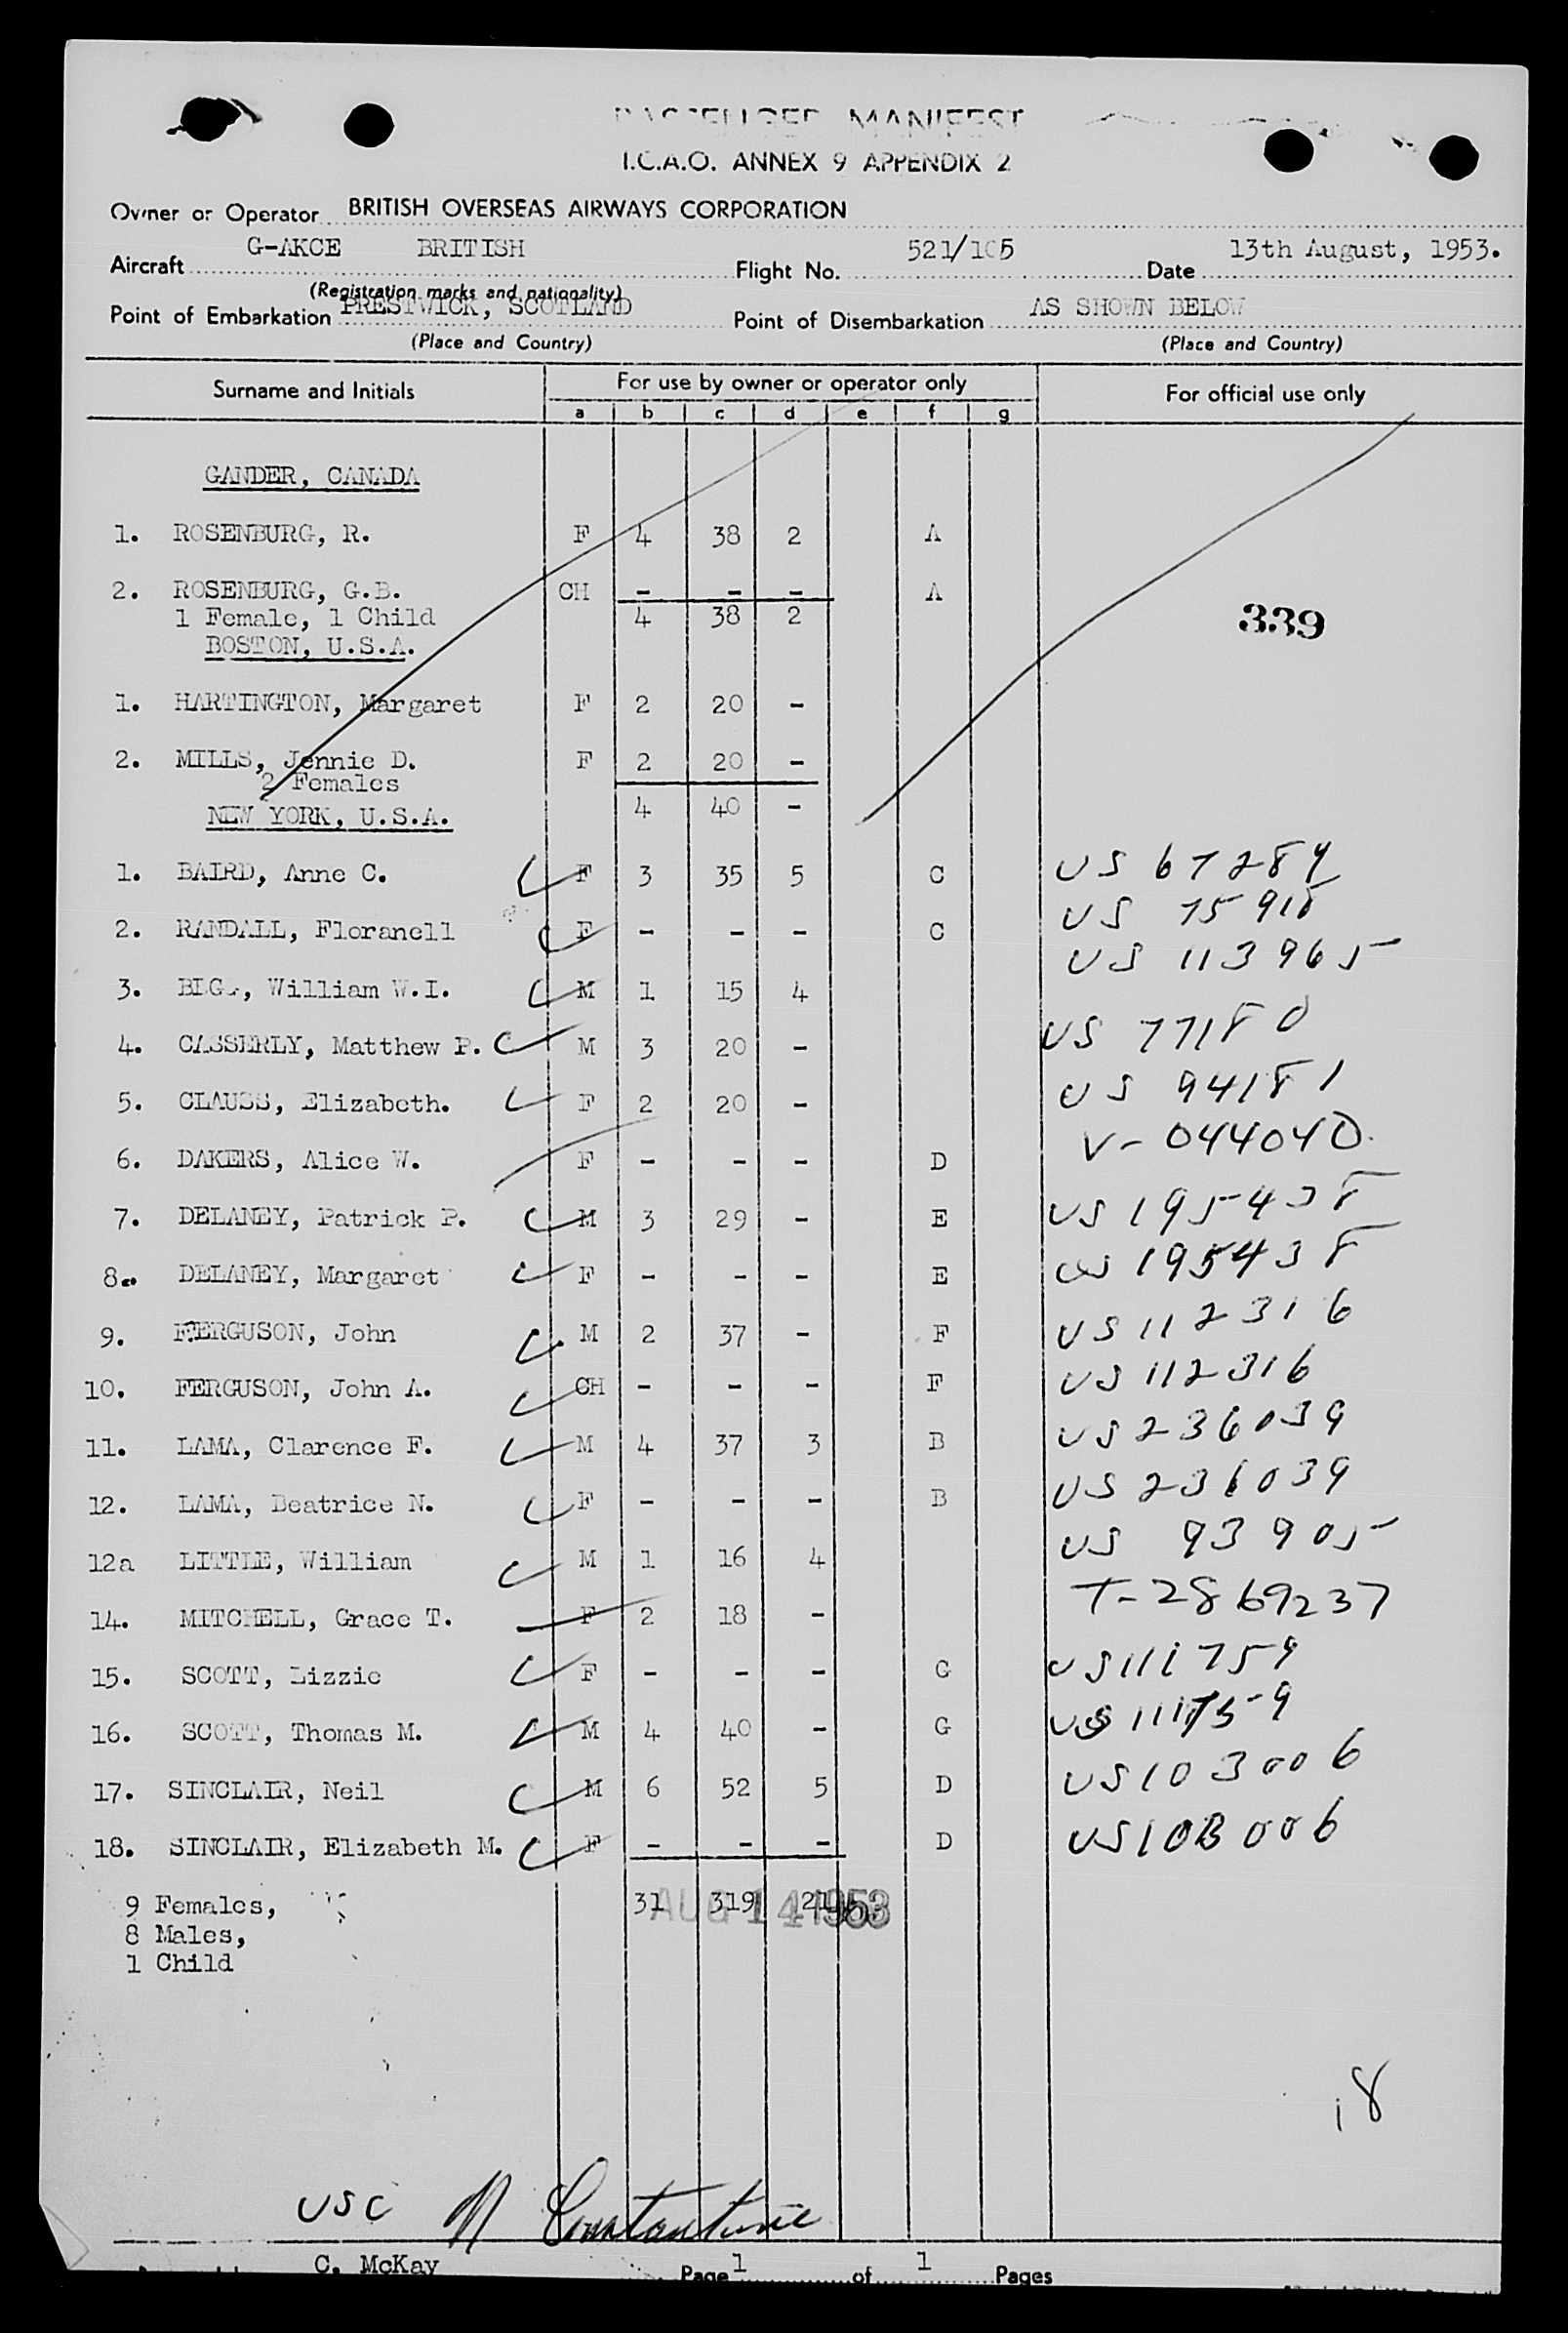 PASSENGER MANIFEST
I.C.A.O. ANNEX 9 APPENDIX 2
Owner or Operator BRITISH OVERSEAS AIRWAYS CORPORATION
Aircraft G-AKCE BRITISH Flight No. 521/105 Date 13th August, 1953.
(Registration marks and nationality)
Point of Embarkation PRESTWICK, SCOTLAND Point of Disembarkation AS SHOWN BELOW
(Place and Country) (Place and Country)
Surname and Initials For use by owner or operator only For official use only
a b c d e f g
GANDER, CANADA
1. ROSENBURG, R. F 4 38 2 A
2. ROSENBURG, G.B. CH - - - A
1 Female, 1 Child 4 38 2 339
BOSTON, U.S.A.
1. HARTINGTON, Margaret F 2 20 -
2. MILLS, Jennie D. F 2 20 -
2 Females
4 40 -
NEW YORK, U.S.A.
1. BAIRD, Anne C. F 3 35 5 C US 67284
2. RANDALL, Floranell F - - - C US 75918
3. William W.I. M 1 15 4 US 113965
4. CASSERLY, Matthew P. M 3 20 - US 77180
5. CLAUSS, Elizabeth. F 2 20 - US 94181
6. DAKERS, Alice W. F - - - D V-044040
7. DELANEY, Patrick P. M 3 29 - E US 195438
8. DELANEY, Margaret F - - - E US 195438
9. FERGUSON, John M 2 37 - F US 112316
10. FERGUSON, John A. CH - - - F US 112316
11. LAMA, Clarence F. M 4 37 3 B US 236039
12. LAMA, Beatrice N. F - - - B US 236039
12a LITTLE, William M 1 16 4 US 93905
14. MITCHELL, Grace T. F 2 18 - T-2869237
15. SCOTT, Lizzie F - - - G US 111759
16. SCOTT, Thomas M. M 4 40 - G US 111759
17. SINCLAIR, Neil M 6 52 5 D US 103006
18. SINCLAIR, Elizabeth M. F - - - D US 103006
9 Females, 31 319 21
AUG 14 1953
8 Males,
1 Child
18
USC N Constantine
C. McKay Page 1 of 1 Pages